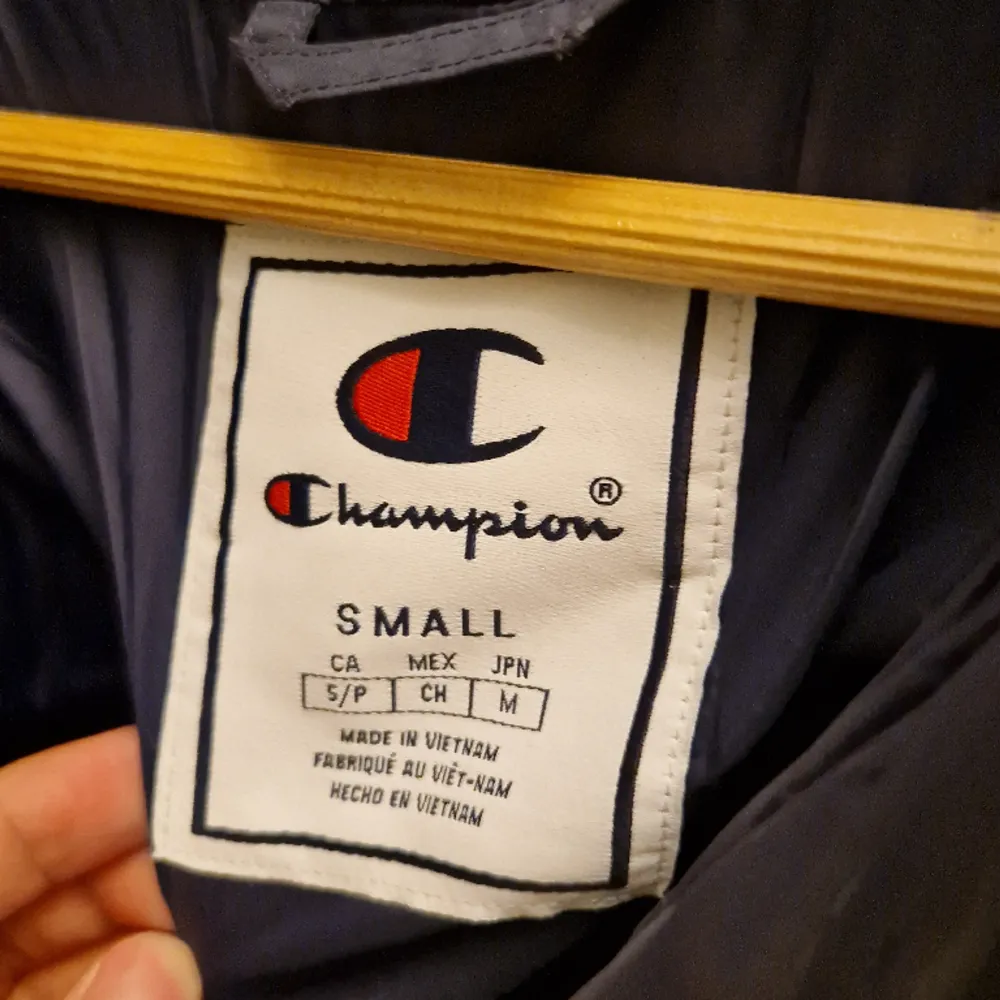 Champion®
SMALL
CA MEX JPN
S/P CH M
MADE IN VIETNAM
FABRIQUÉ AU VIÊT-NAM
HECHO EN VIETNAM